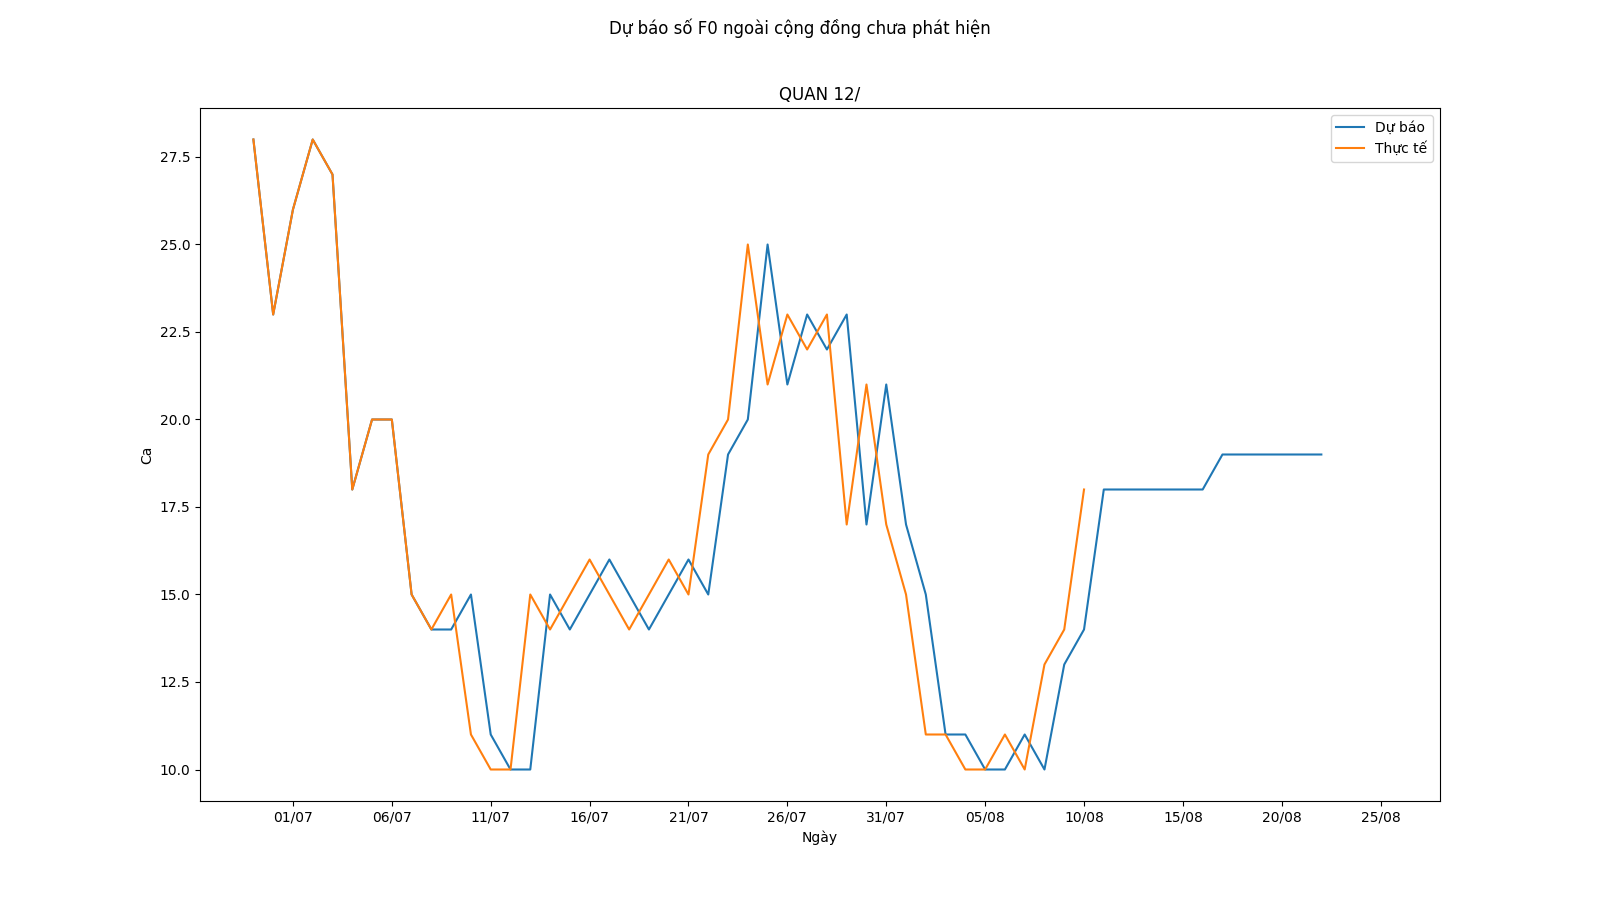 Dự báo số F0 ngoài cộng đồng chưa phát hiện
QUAN 12/
Dự báo
Thực tế
27.5
25.0
22.5
20.0
17.5
15.0
12.5
10.0
Ca
01/07 06/07 11/07 16/07 21/07 26/07 31/07 05/08 10/08 15/08 20/08 25/08
Ngày